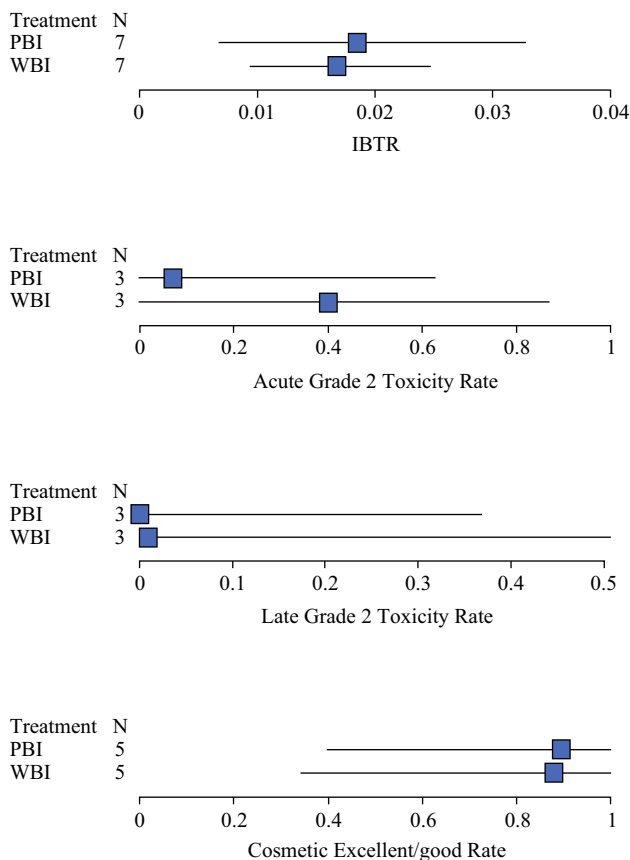 Treatment N
PBI 7
WBI 7
0 0.01 0.02 0.03 0.04
IBTR
Treatment N
PBI 3
WBI 3
0 0.2 0.4 0.6 0.8 1
Acute Grade 2 Toxicity Rate
Treatment N
PBI 3
WBI 3
0 0.1 0.2 0.3 0.4 0.5
Late Grade 2 Toxicity Rate
Treatment N
PBI 5
WBI 5
0 0.2 0.4 0.6 0.8 1
Cosmetic Excellent/good Rate